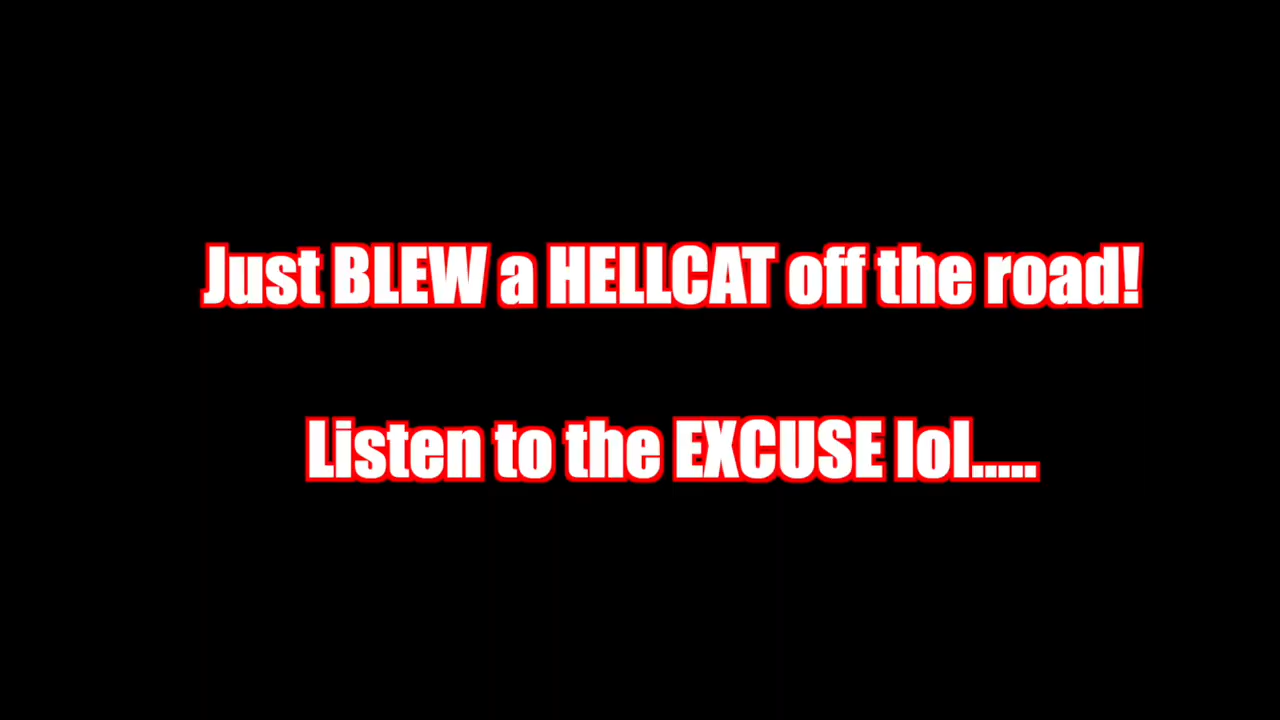 Just BLEW a HELLCAT off the road!
Listen to the EXCUSE lol.....